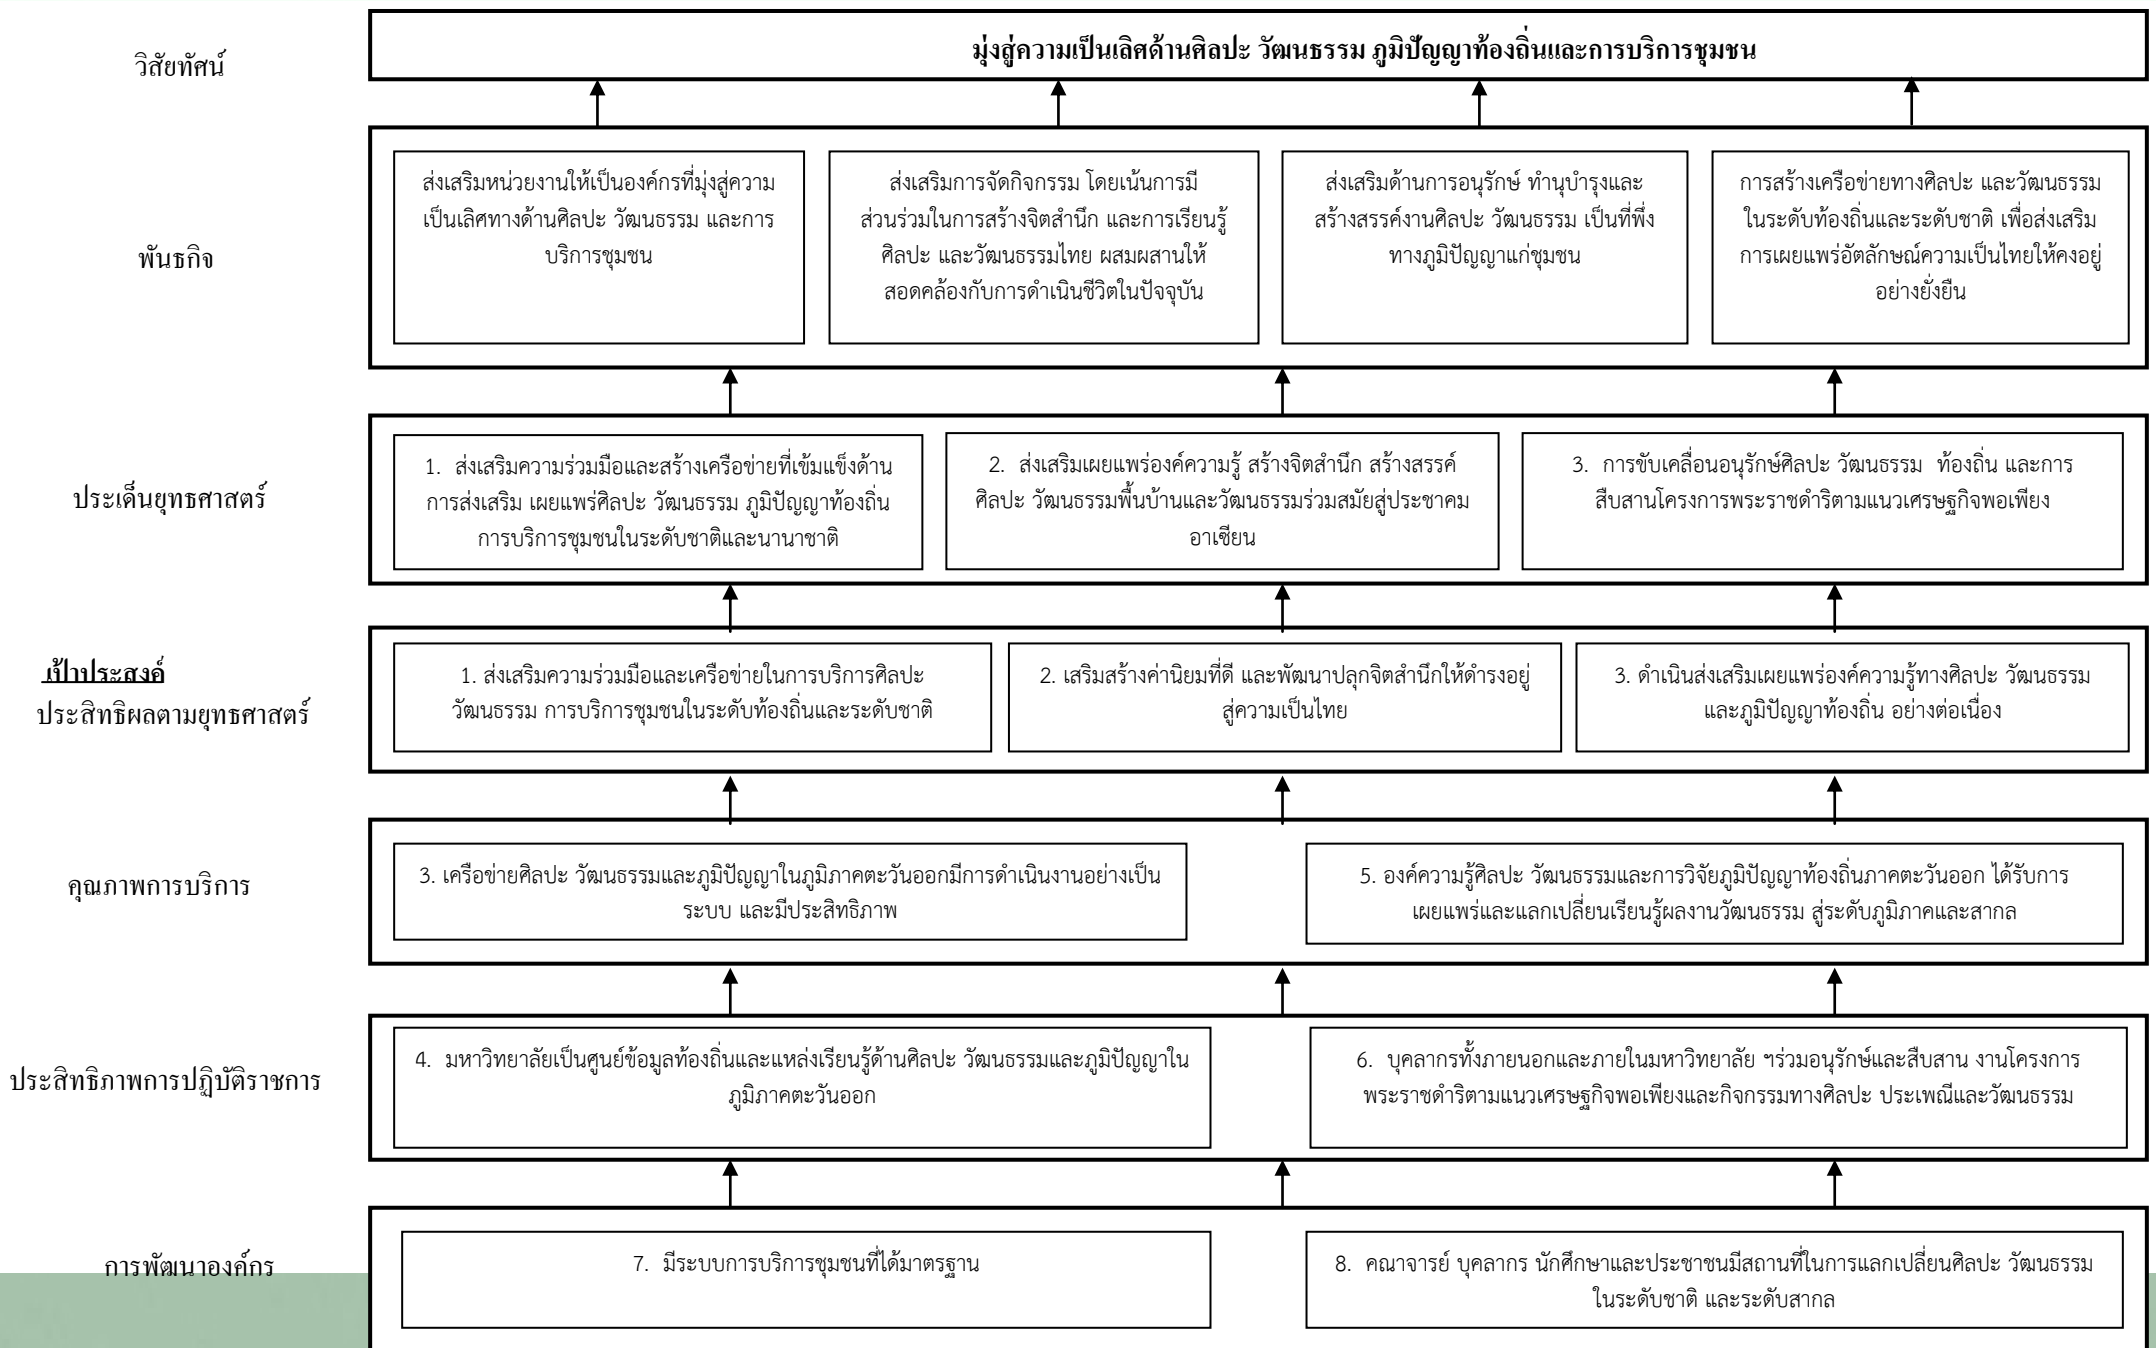 วิสัยทัศน์
มุ่งสู่ความเป็นเลิศด้านศิลปะ วัฒนธรรม ภูมิปัญญาท้องถิ่นและการบริการชุมชน
พันธกิจ
ส่งเสริมหน่วยงานให้เป็นองค์กรที่มุ่งสู่ความ
เป็นเลิศทางด้านศิลปะ วัฒนธรรม และการ
บริการชุมชน
ส่งเสริมการจัดกิจกรรม โดยเน้นการมี
ส่วนร่วมในการสร้างจิตสำนึก และการเรียนรู้
ศิลปะ และวัฒนธรรมไทย ผสมผสานให้
สอดคล้องกับการดำเนินชีวิตในปัจจุบัน
ส่งเสริมด้านการอนุรักษ์ ทำนุบำรุงและ
สร้างสรรค์งานศิลปะ วัฒนธรรม เป็นที่พึ่ง
ทางภูมิปัญญาแก่ชุมชน
การสร้างเครือข่ายทางศิลปะ และวัฒนธรรม
ในระดับท้องถิ่นและระดับชาติ เพื่อส่งเสริม
การเผยแพร่อัตลักษณ์ความเป็นไทยให้คงอยู่
อย่างยั่งยืน
ประเด็นยุทธศาสตร์
1. ส่งเสริมความร่วมมือและสร้างเครือข่ายที่เข้มแข็งด้าน
การส่งเสริม เผยแพร่ศิลปะ วัฒนธรรม ภูมิปัญญาท้องถิ่น
การบริการชุมชนในระดับชาติและนานาชาติ
2. ส่งเสริมเผยแพร่องค์ความรู้ สร้างจิตสำนึก สร้างสรรค์
ศิลปะ วัฒนธรรมพื้นบ้านและวัฒนธรรมร่วมสมัยสู่ประชาคม
อาเซียน
3. การขับเคลื่อนอนุรักษ์ศิลปะ วัฒนธรรม ท้องถิ่น และการ
สืบสานโครงการพระราชดำริตามแนวเศรษฐกิจพอเพียง
เป้าประสงค์
ประสิทธิผลตามยุทธศาสตร์
1. ส่งเสริมความร่วมมือและเครือข่ายในการบริการศิลปะ
วัฒนธรรม การบริการชุมชนในระดับท้องถิ่นและระดับชาติ
2. เสริมสร้างค่านิยมที่ดี และพัฒนาปลุกจิตสำนึกให้ดำรงอยู่
สู่ความเป็นไทย
3. ดำเนินส่งเสริมเผยแพร่องค์ความรู้ทางศิลปะ วัฒนธรรม
และภูมิปัญญาท้องถิ่น อย่างต่อเนื่อง
คุณภาพการบริการ
3. เครือข่ายศิลปะ วัฒนธรรมและภูมิปัญญาในภูมิภาคตะวันออกมีการดำเนินงานอย่างเป็น
ระบบ และมีประสิทธิภาพ
5. องค์ความรู้ศิลปะ วัฒนธรรมและการวิจัยภูมิปัญญาท้องถิ่นภาคตะวันออก ได้รับการ
เผยแพร่และแลกเปลี่ยนเรียนรู้ผลงานวัฒนธรรม สู่ระดับภูมิภาคและสากล
ประสิทธิภาพการปฏิบัติราชการ
4. มหาวิทยาลัยเป็นศูนย์ข้อมูลท้องถิ่นและแหล่งเรียนรู้ด้านศิลปะ วัฒนธรรมและภูมิปัญญาใน
ภูมิภาคตะวันออก
6. บุคลากรทั้งภายนอกและภายในมหาวิทยาลัย ฯร่วมอนุรักษ์และสืบสาน งานโครงการ
พระราชดำริตามแนวเศรษฐกิจพอเพียงและกิจกรรมทางศิลปะ ประเพณีและวัฒนธรรม
การพัฒนาองค์กร
7. มีระบบการบริการชุมชนที่ได้มาตรฐาน
8. คณาจารย์ บุคลากร นักศึกษาและประชาชนมีสถานที่ในการแลกเปลี่ยนศิลปะ วัฒนธรรม
ในระดับชาติ และระดับสากล